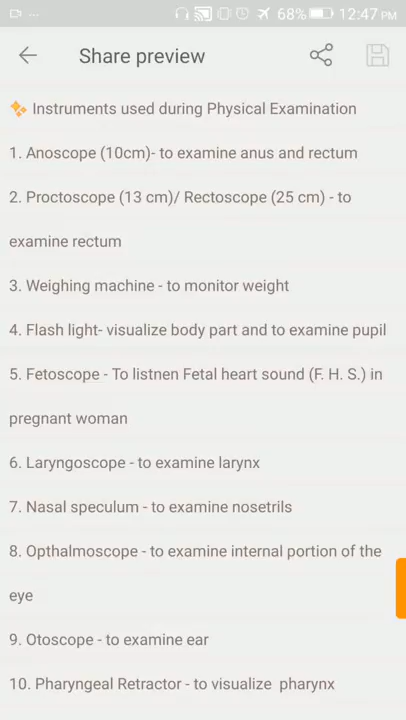 68% 12:47 PM
Share preview
✨ Instruments used during Physical Examination
1. Anoscope (10cm)- to examine anus and rectum
2. Proctoscope (13 cm)/ Rectoscope (25 cm) - to
examine rectum
3. Weighing machine - to monitor weight
4. Flash light- visualize body part and to examine pupil
5. Fetoscope - To listnen Fetal heart sound (F. H. S.) in
pregnant woman
6. Laryngoscope - to examine larynx
7. Nasal speculum - to examine nosetrils
8. Opthalmoscope - to examine internal portion of the
eye
9. Otoscope - to examine ear
10. Pharyngeal Retractor - to visualize  pharynx